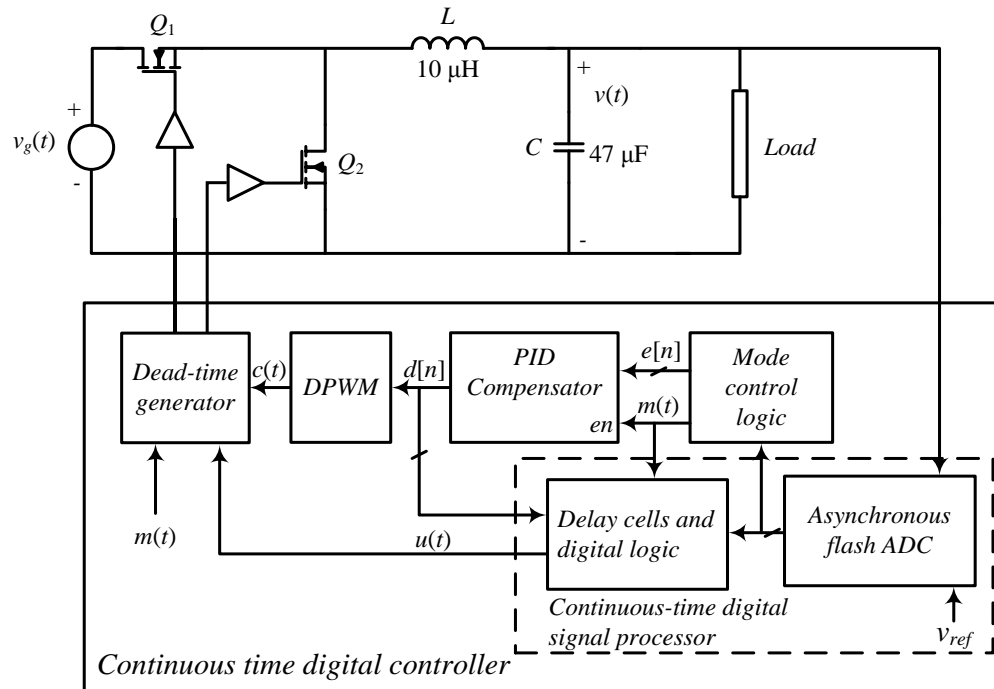 Q1
L
10 μH
+
vg(t)
-
Q2
+
v(t)
C
47 μF
-
Load
Dead-time
generator
c(t)
DPWM
d[n]
PID
Compensator
en
e[n]
m(t)
Mode
control
logic
m(t)
u(t)
Delay cells and
digital logic
Asynchronous
flash ADC
Continuous-time digital
signal processor
vref
Continuous time digital controller